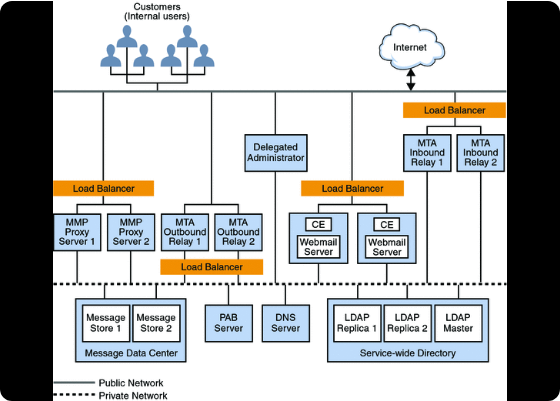 Customers
(Internal users)
Internet
Load Balancer
Delegated
Administrator
MTA
Inbound
Relay 1
MTA
Inbound
Relay 2
Load Balancer
Load Balancer
MMP
Proxy
Server 1
MMP
Proxy
Server 2
MTA
Outbound
Relay 1
MTA
Outbound
Relay 2
CE
Webmail
Server
CE
Webmail
Server
Load Balancer
Message
Store 1
Message
Store 2
Message Data Center
PAB
Server
DNS
Server
LDAP
Replica 1
LDAP
Replica 2
LDAP
Master
Service-wide Directory
Public Network
Private Network